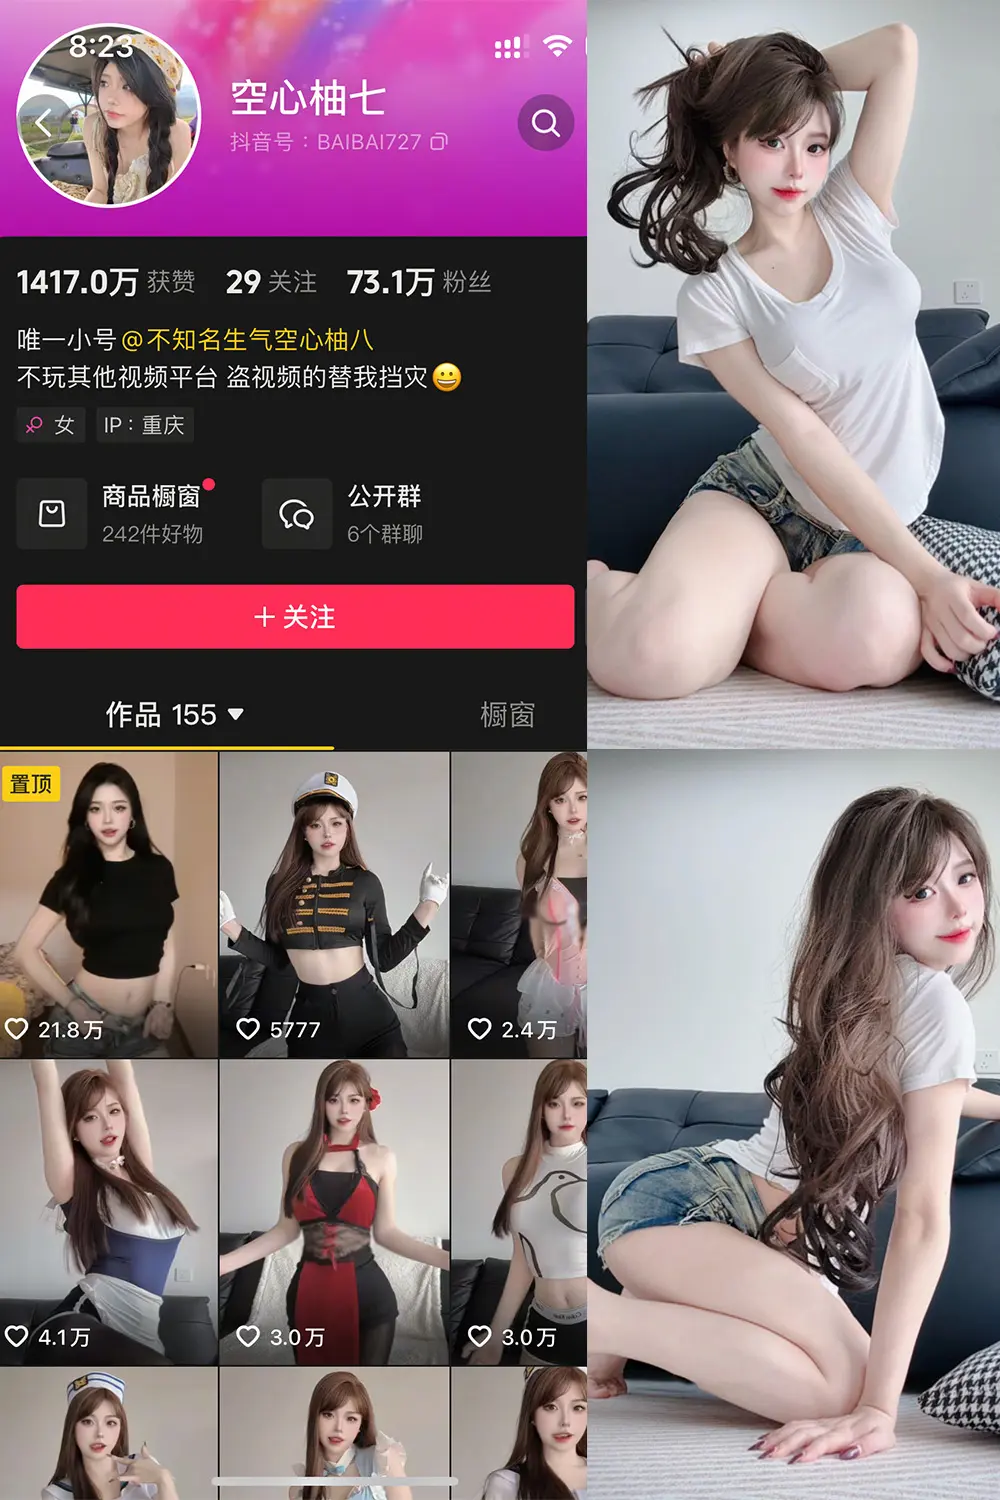 8:23
空心柚七
抖音号：BAIBAI727
1417.0万 获赞 29 关注 73.1万 粉丝
唯一小号@不知名生气空心柚八
不玩其他视频平台 盗视频的替我挡灾😀
女 IP：重庆
商品橱窗 公开群
242件好物 6个群聊
+ 关注
作品 155 橱窗
置顶
21.8万 5777 2.4万
4.1万 3.0万 3.0万